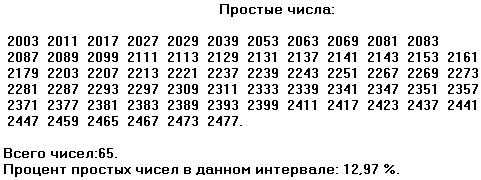 Простые числа:
2003 2011 2017 2027 2029 2039 2053 2063 2069 2081 2083
2087 2089 2099 2111 2113 2129 2131 2137 2141 2143 2153 2161
2179 2203 2207 2213 2221 2237 2239 2243 2251 2267 2269 2273
2281 2287 2293 2297 2309 2311 2333 2339 2341 2347 2351 2357
2371 2377 2381 2383 2389 2393 2399 2411 2417 2423 2437 2441
2447 2459 2465 2467 2473 2477.
Всего чисел:65.
Процент простых чисел в данном интервале: 12,97 %.